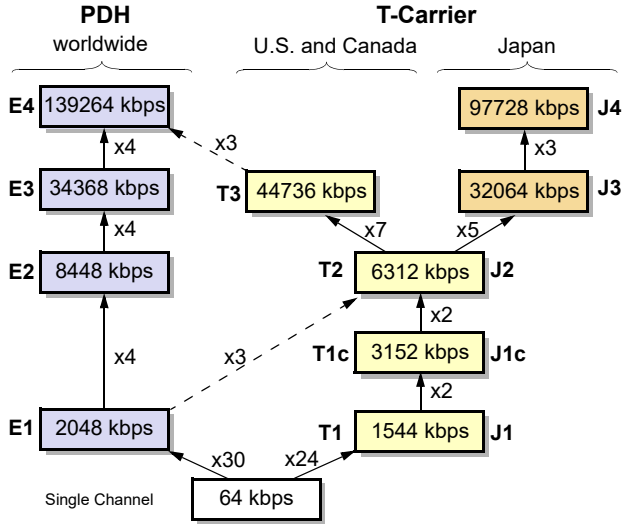 PDH T-Carrier
worldwide U.S. and Canada Japan
E4 139264 kbps 97728 kbps J4
x4 x3 x3
E3 34368 kbps T3 44736 kbps 32064 kbps J3
x4 x7 x5
E2 8448 kbps T2 6312 kbps J2
x2
x4 x3 T1c 3152 kbps J1c
x2
E1 2048 kbps T1 1544 kbps J1
x30 x24
Single Channel 64 kbps